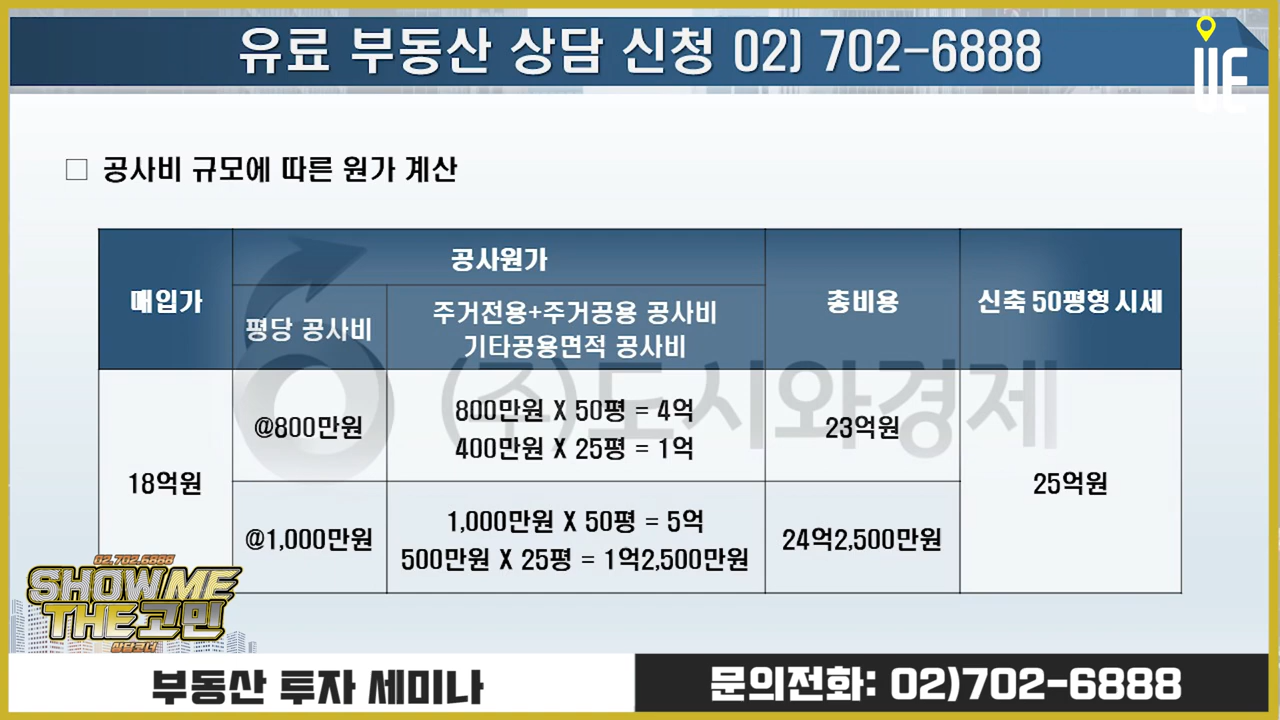 유료 부동산 상담 신청 02) 702-6888
UE
□ 공사비 규모에 따른 원가 계산
매입가
공사원가
총비용
신축 50평형 시세
평당 공사비
주거전용+주거공용 공사비
기타공용면적 공사비
(주)도시와경제
18억원
@800만원
800만원 X 50평 = 4억
400만원 X 25평 = 1억
23억원
25억원
@1,000만원
1,000만원 X 50평 = 5억
500만원 X 25평 = 1억2,500만원
24억2,500만원
02.702.6888
SHOW ME
THE고민
상담코너
부동산 투자 세미나
문의전화: 02)702-6888